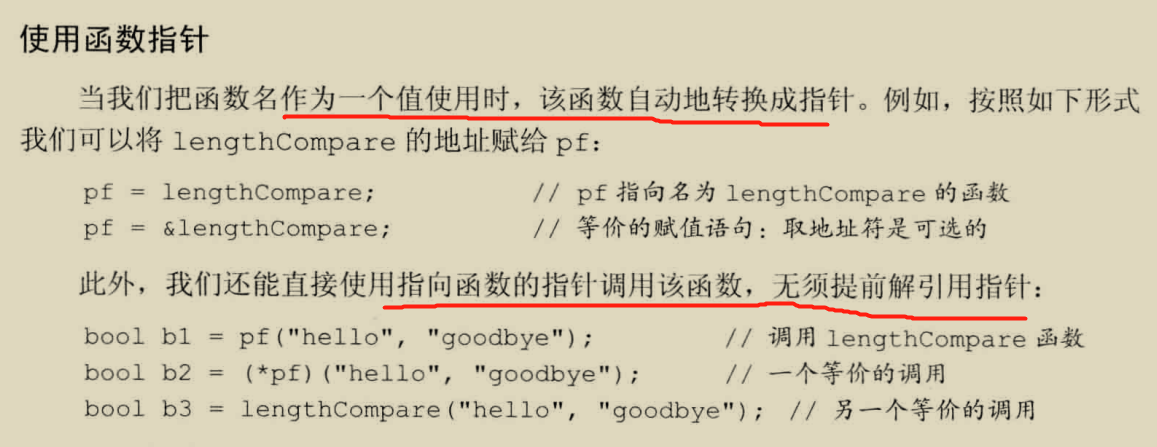 使用函数指针
当我们把函数名作为一个值使用时，该函数自动地转换成指针。例如，按照如下形式
我们可以将 lengthCompare 的地址赋给 pf：
pf = lengthCompare; // pf 指向名为 lengthCompare 的函数
pf = &lengthCompare; // 等价的赋值语句：取地址符是可选的
此外，我们还能直接使用指向函数的指针调用该函数，无须提前解引用指针：
bool b1 = pf("hello", "goodbye"); // 调用 lengthCompare 函数
bool b2 = (*pf)("hello", "goodbye"); // 一个等价的调用
bool b3 = lengthCompare("hello", "goodbye"); // 另一个等价的调用